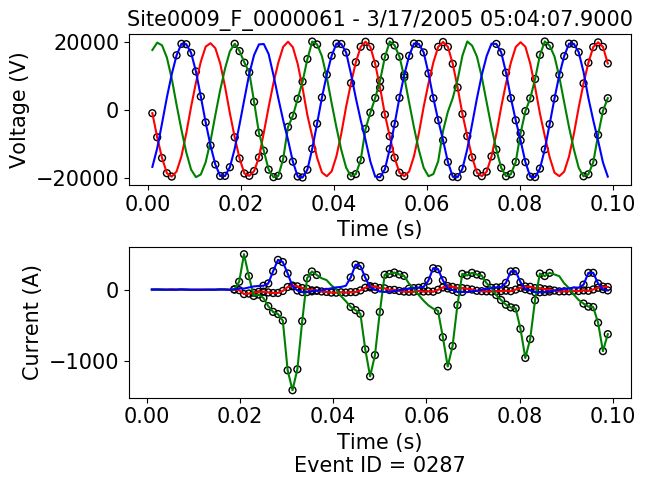 Site0009_F_0000061 - 3/17/2005 05:04:07.9000
Voltage (V)
20000
0
−20000
0.00 0.02 0.04 0.06 0.08 0.10
Time (s)
Current (A)
0
−1000
0.00 0.02 0.04 0.06 0.08 0.10
Time (s)
Event ID = 0287